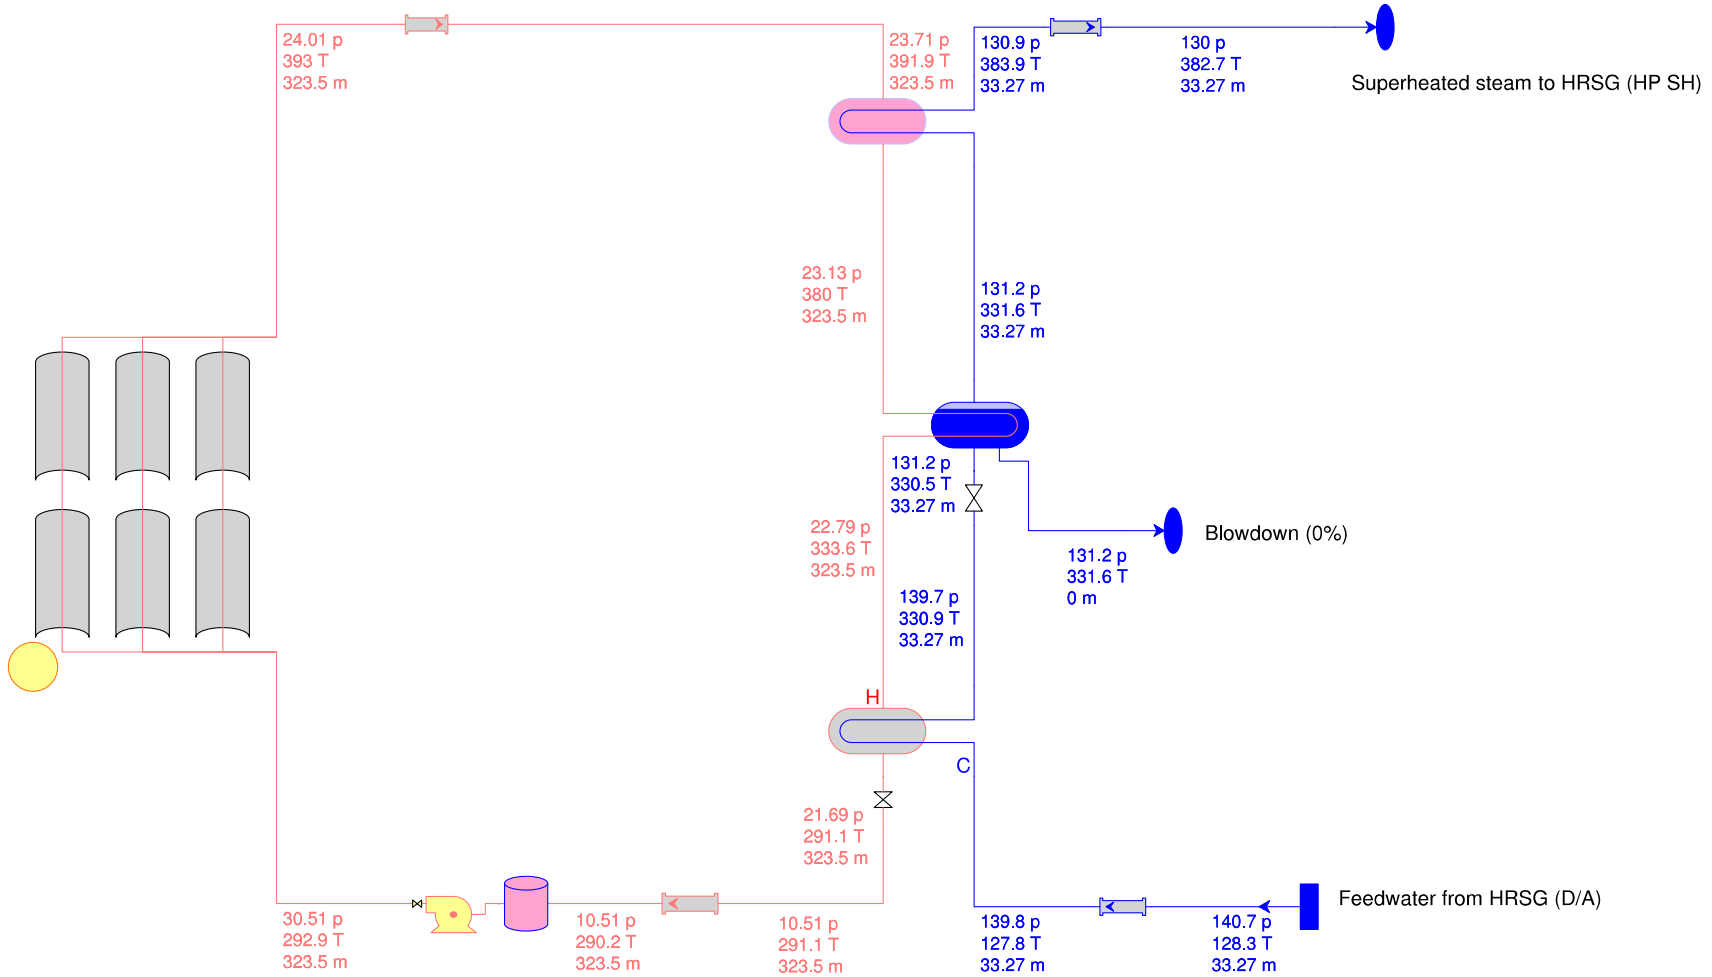 24.01 p
393 T
323.5 m
23.71 p
391.9 T
323.5 m
130.9 p
383.9 T
33.27 m
130 p
382.7 T
33.27 m
Superheated steam to HRSG (HP SH)
23.13 p
380 T
323.5 m
131.2 p
331.6 T
33.27 m
131.2 p
330.5 T
33.27 m
22.79 p
333.6 T
323.5 m
Blowdown (0%)
131.2 p
331.6 T
0 m
139.7 p
330.9 T
33.27 m
H
C
21.69 p
291.1 T
323.5 m
Feedwater from HRSG (D/A)
30.51 p
292.9 T
323.5 m
10.51 p
290.2 T
323.5 m
10.51 p
291.1 T
323.5 m
139.8 p
127.8 T
33.27 m
140.7 p
128.3 T
33.27 m